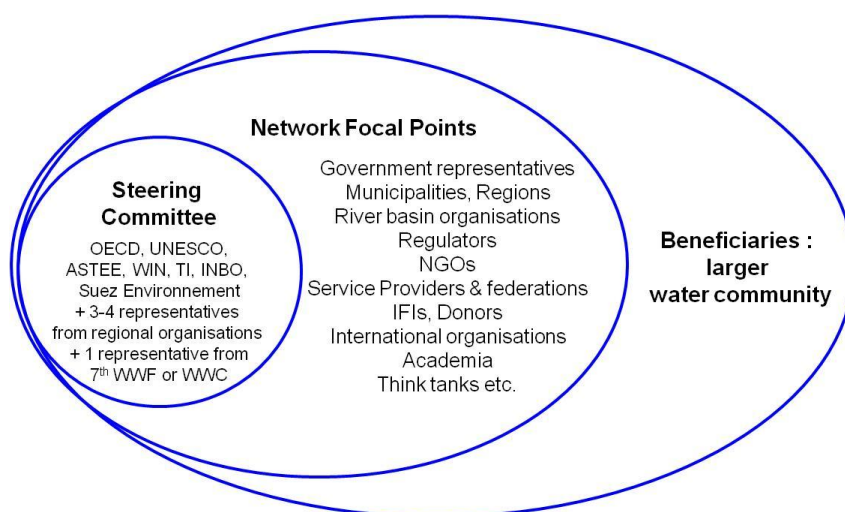 Network Focal Points
Steering
Committee
OECD, UNESCO,
ASTEE, WIN, TI, INBO,
Suez Environnement
+ 3-4 representatives
from regional organisations
+ 1 representative from
7th WWF or WWC
Government representatives
Municipalities, Regions
River basin organisations
Regulators
NGOs
Service Providers & federations
IFIs, Donors
International organisations
Academia
Think tanks etc.
Beneficiaries :
larger
water community